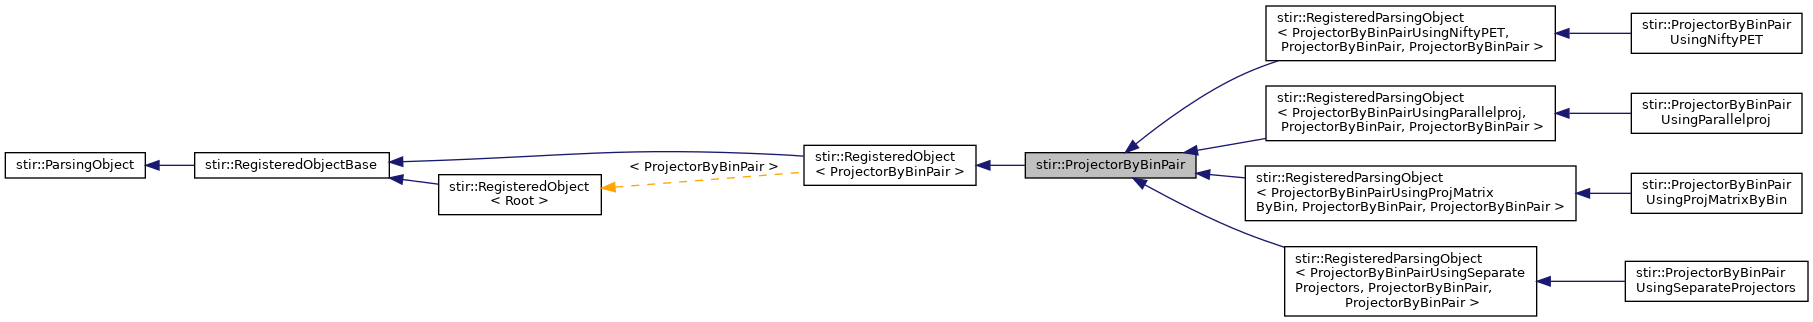 stir::ParsingObject
stir::RegisteredObjectBase
stir::RegisteredObject
< Root >
< ProjectorByBinPair >
stir::RegisteredObject
< ProjectorByBinPair >
stir::ProjectorByBinPair
stir::RegisteredParsingObject
< ProjectorByBinPairUsingNiftyPET,
ProjectorByBinPair, ProjectorByBinPair >
stir::ProjectorByBinPair
UsingNiftyPET
stir::RegisteredParsingObject
< ProjectorByBinPairUsingParallelproj,
ProjectorByBinPair, ProjectorByBinPair >
stir::ProjectorByBinPair
UsingParallelproj
stir::RegisteredParsingObject
< ProjectorByBinPairUsingProjMatrix
ByBin, ProjectorByBinPair, ProjectorByBinPair >
stir::ProjectorByBinPair
UsingProjMatrixByBin
stir::RegisteredParsingObject
< ProjectorByBinPairUsingSeparate
Projectors, ProjectorByBinPair,
ProjectorByBinPair >
stir::ProjectorByBinPair
UsingSeparateProjectors